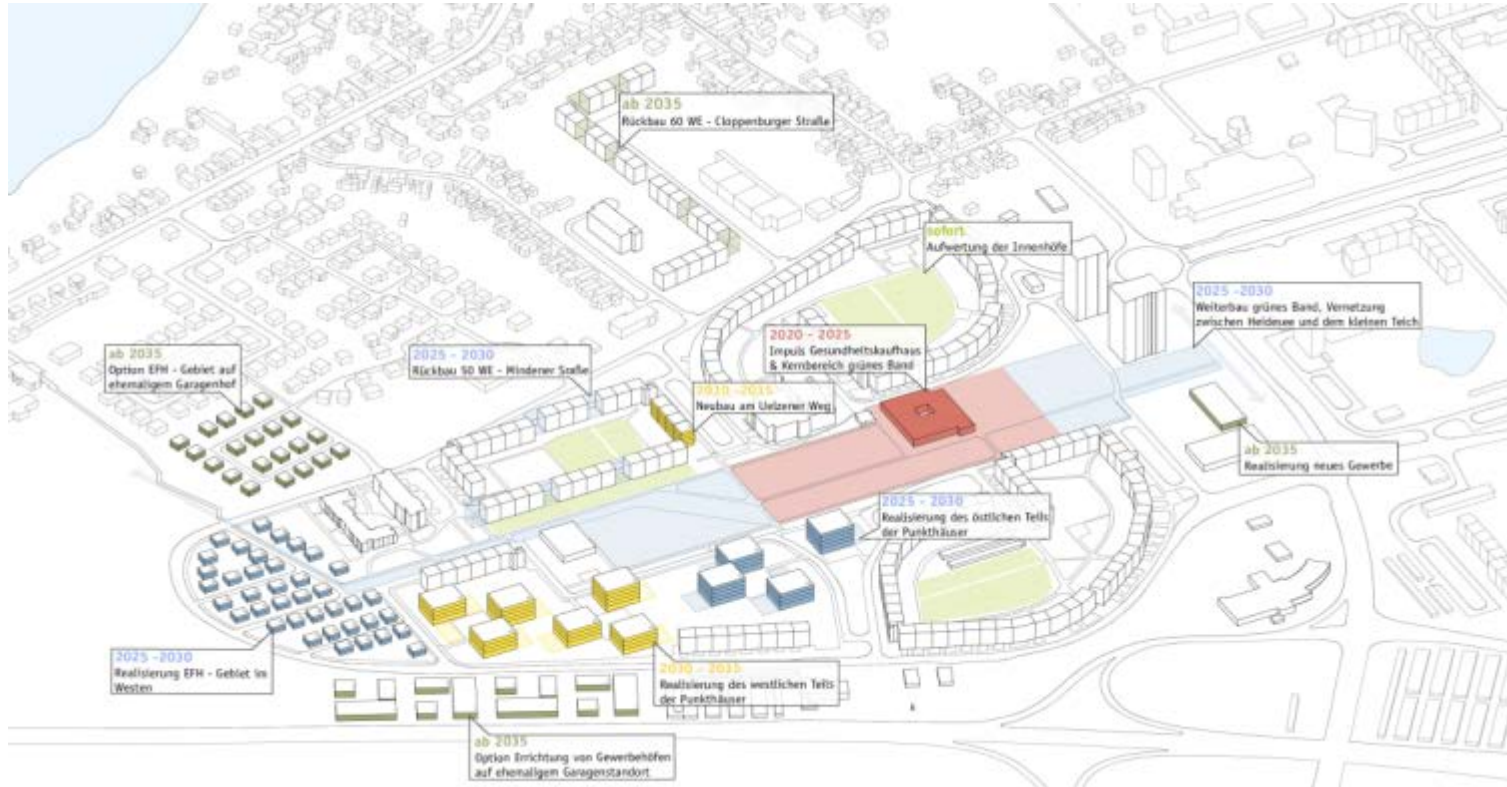 ab 2035
Rückbau 60 WE - Cloppenburger Straße
sofort
Aufwertung der Innenhöfe
2025 -2030
Weiterbau grünes Band, Vernetzung
zwischen Heidesee und dem kleinen Teich
2020 - 2025
Impuls Gesundheitskaufhaus
& Kernbereich grünes Band
ab 2035
Option EFH - Gebiet auf
ehemaligem Garagenhof
2025 - 2030
Rückbau 50 WE - Mindener Straße
2030 -2035
Neubau am Uelzener Weg
ab 2035
Realisierung neues Gewerbe
2025 - 2030
Realisierung des östlichen Teils
der Punkthäuser
2025 -2030
Realisierung EFH - Gebiet im
Westen
2030 - 2035
Realisierung des westlichen Teils
der Punkthäuser
ab 2035
Option Errichtung von Gewerbehöfen
auf ehemaligem Garagenstandort